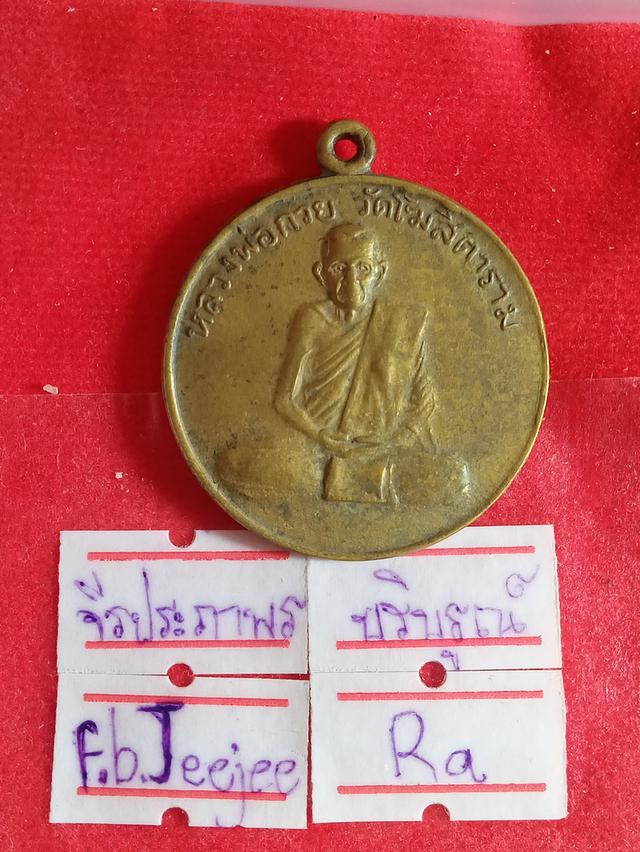 หลวงพ่อกวย วัดโฆสิตาราม
จีรประภาพร บริบูรณ์
f.b.Jeejee Ra